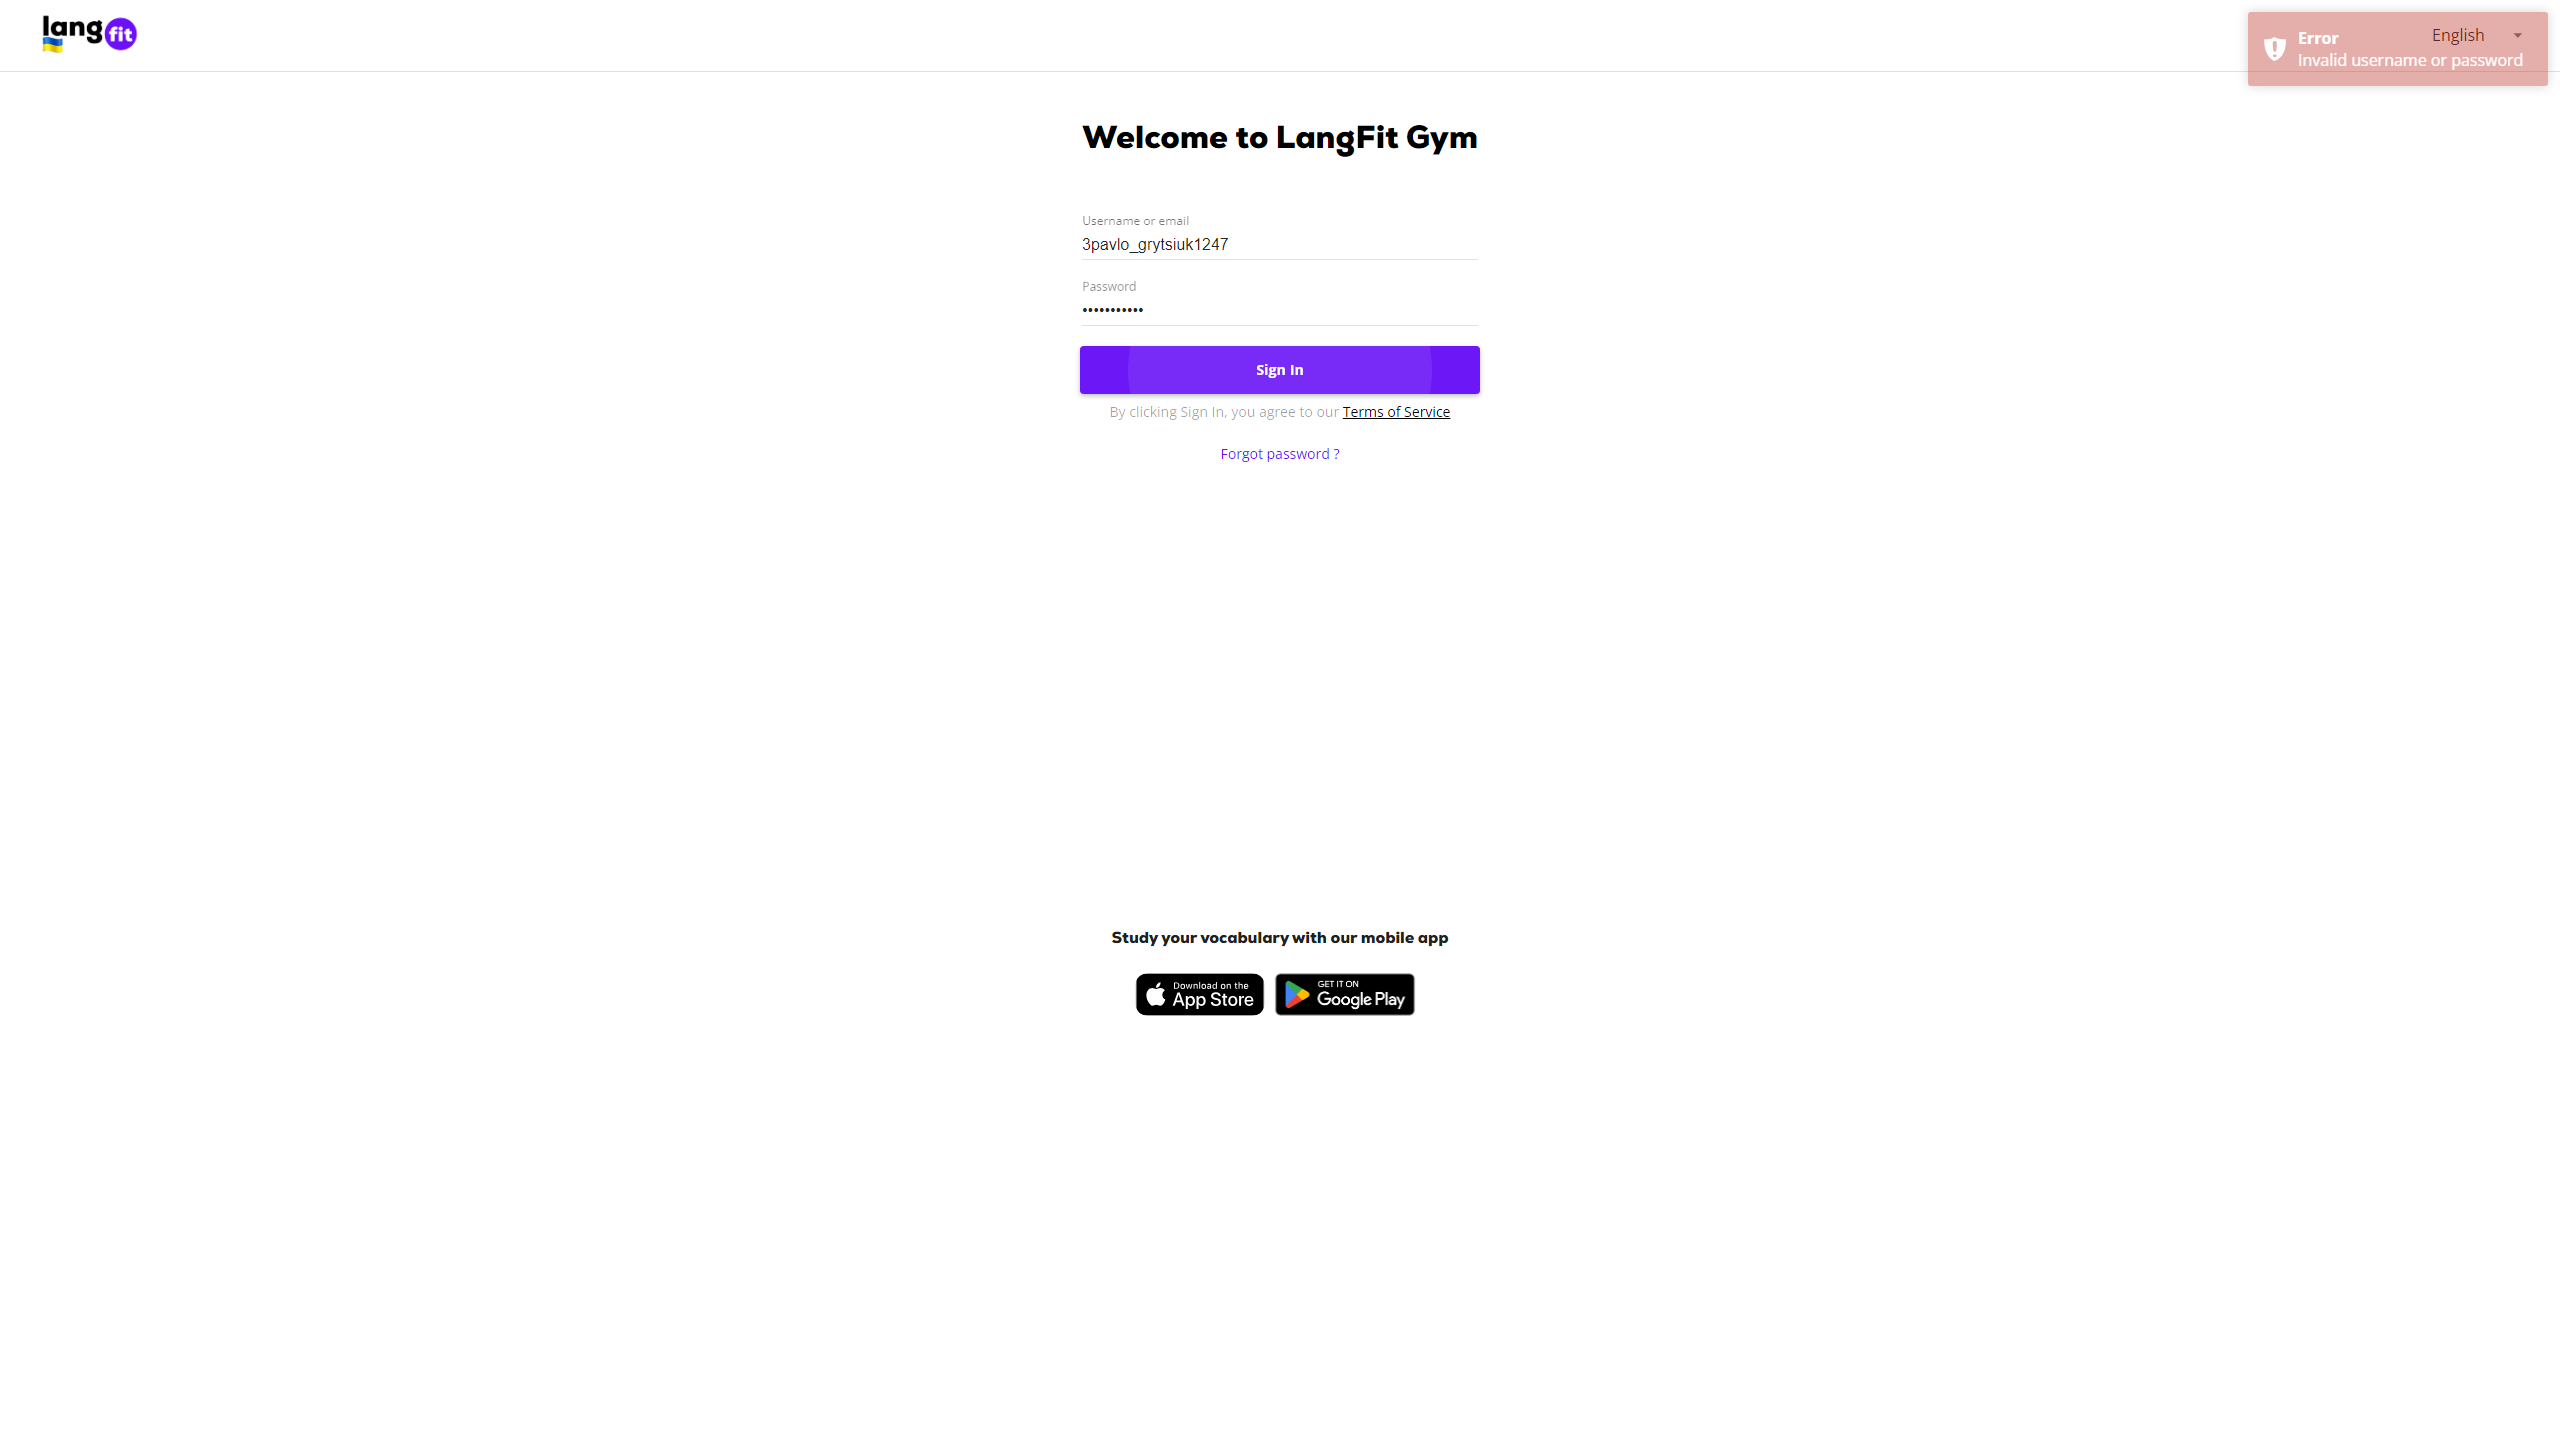 lang fit
English
Error
Invalid username or password
Welcome to LangFit Gym
Username or email
3pavlo_grytsiuk1247
Password
•••••••••••
Sign In
By clicking Sign In, you agree to our Terms of Service
Forgot password ?
Study your vocabulary with our mobile app
Download on the
App Store
GET IT ON
Google Play